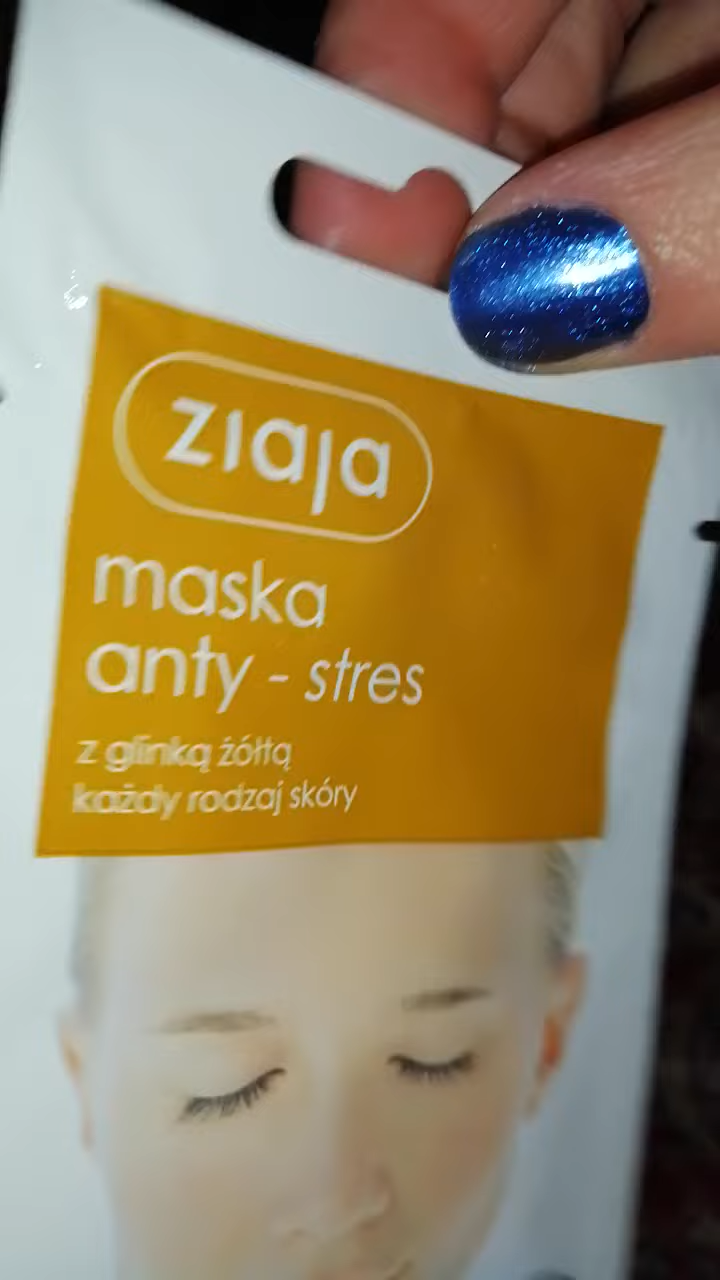 ziaja
maska
anty - stres
z glinką żółtą
każdy rodzaj skóry